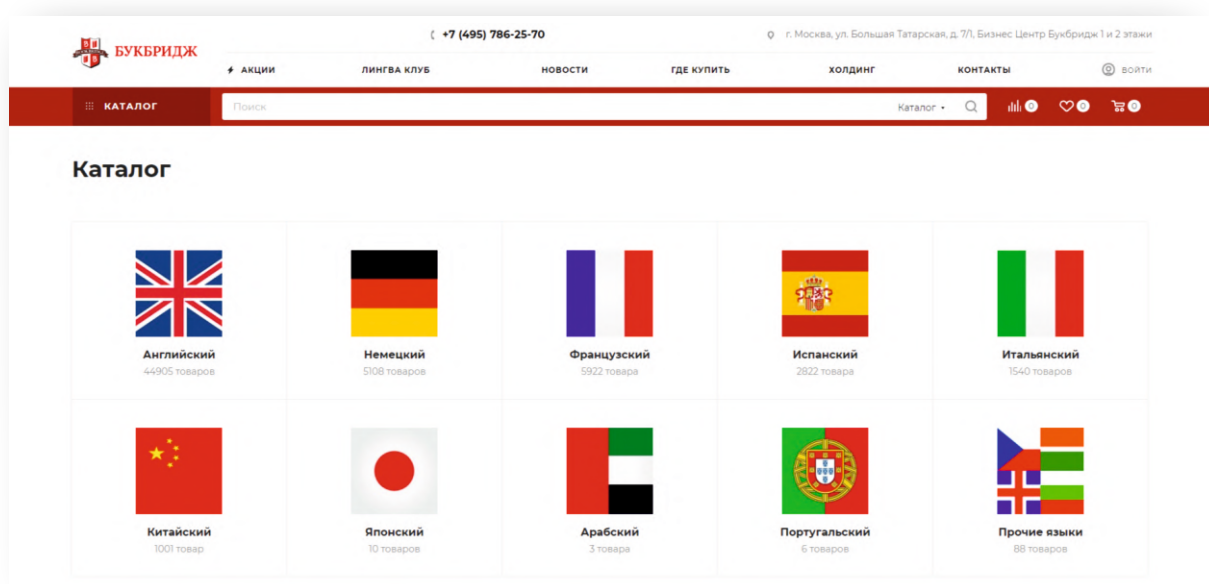 БУКБРИДЖ
+7 (495) 786-25-70
г. Москва, ул. Большая Татарская, д. 7/1, Бизнес Центр Букбридж 1 и 2 этажи
АКЦИИ ЛИНГВА КЛУБ НОВОСТИ ГДЕ КУПИТЬ ХОЛДИНГ КОНТАКТЫ ВОЙТИ
КАТАЛОГ Поиск Каталог 0 0 0
Каталог
Английский Немецкий Французский Испанский Итальянский
44905 товаров 5108 товаров 5922 товара 2822 товара 1540 товаров
Китайский Японский Арабский Португальский Прочие языки
1001 товар 10 товаров 3 товара 6 товаров 88 товаров